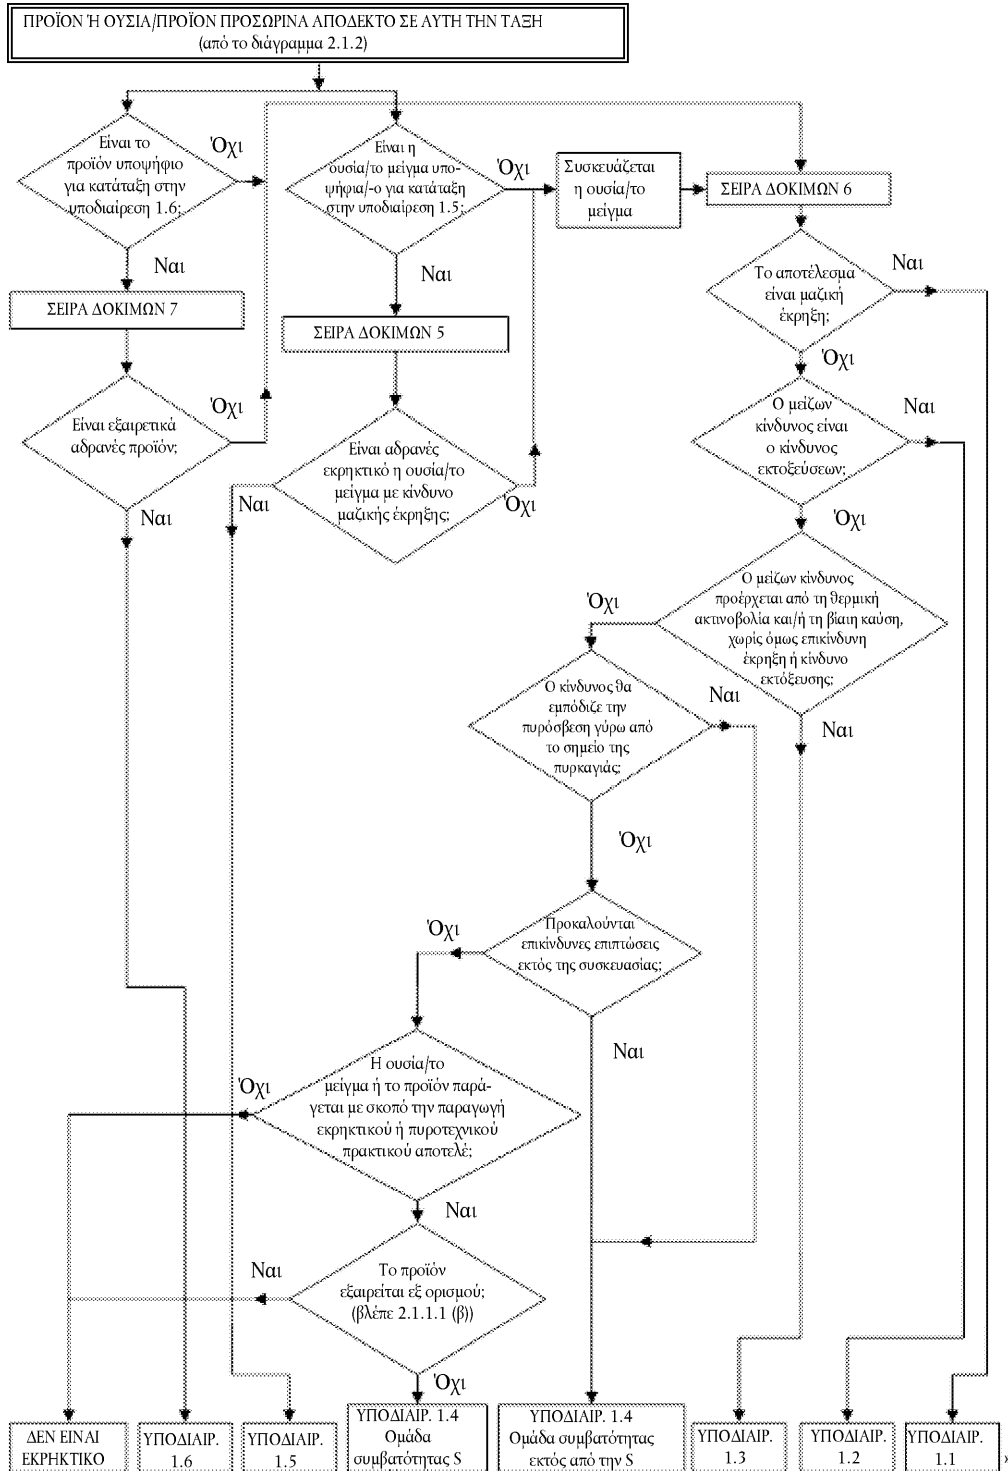 ΠΡΟΪΟΝ Ή ΟΥΣΙΑ/ΠΡΟΪΟΝ ΠΡΟΣΩΡΙΝΑ ΑΠΟΔΕΚΤΟ ΣΕ ΑΥΤΗ ΤΗΝ ΤΑΞΗ
(από το διάγραμμα 2.1.2)
Είναι το
προϊόν υποψήφιο
για κατάταξη στην
υποδιαίρεση 1.6;
Όχι
Ναι
ΣΕΙΡΑ ΔΟΚΙΜΩΝ 7
Είναι εξαιρετικά
αδρανές προϊόν;
Όχι
Ναι
Είναι η
ουσία/το μείγμα υπο-
ψήφια/-ο για κατάταξη
στην υποδιαίρεση 1.5;
Όχι
Ναι
ΣΕΙΡΑ ΔΟΚΙΜΩΝ 5
Είναι αδρανές
εκρηκτικό η ουσία/το
μείγμα με κίνδυνο
μαζικής έκρηξης;
Ναι
Όχι
Συσκευάζεται
η ουσία/το
μείγμα
ΣΕΙΡΑ ΔΟΚΙΜΩΝ 6
Το αποτέλεσμα
είναι μαζική
έκρηξη;
Ναι
Όχι
Ο μείζων
κίνδυνος είναι
ο κίνδυνος
εκτοξεύσεων;
Ναι
Όχι
Ο μείζων κίνδυνος
προέρχεται από τη θερμική
ακτινοβολία και/ή τη βίαιη καύση,
χωρίς όμως επικίνδυνη
έκρηξη ή κίνδυνο
εκτόξευσης;
Όχι
Ναι
Ο κίνδυνος θα
εμπόδιζε την
πυρόσβεση γύρω από
το σημείο της
πυρκαγιάς;
Ναι
Όχι
Προκαλούνται
επικίνδυνες επιπτώσεις
εκτός της συσκευασίας;
Όχι
Ναι
Η ουσία/το
μείγμα ή το προϊόν παρά-
γεται με σκοπό την παραγωγή
εκρηκτικού ή πυροτεχνικού
πρακτικού αποτελέ;
Όχι
Ναι
Το προϊόν
εξαιρείται εξ ορισμού;
(βλέπε 2.1.1.1 (β))
Ναι
Όχι
ΔΕΝ ΕΙΝΑΙ
ΕΚΡΗΚΤΙΚΟ
ΥΠΟΔΙΑΙΡ.
1.6
ΥΠΟΔΙΑΙΡ.
1.5
ΥΠΟΔΙΑΙΡ. 1.4
Ομάδα
συμβατότητας S
ΥΠΟΔΙΑΙΡ. 1.4
Ομάδα συμβατότητας
εκτός από την S
ΥΠΟΔΙΑΙΡ.
1.3
ΥΠΟΔΙΑΙΡ.
1.2
ΥΠΟΔΙΑΙΡ.
1.1